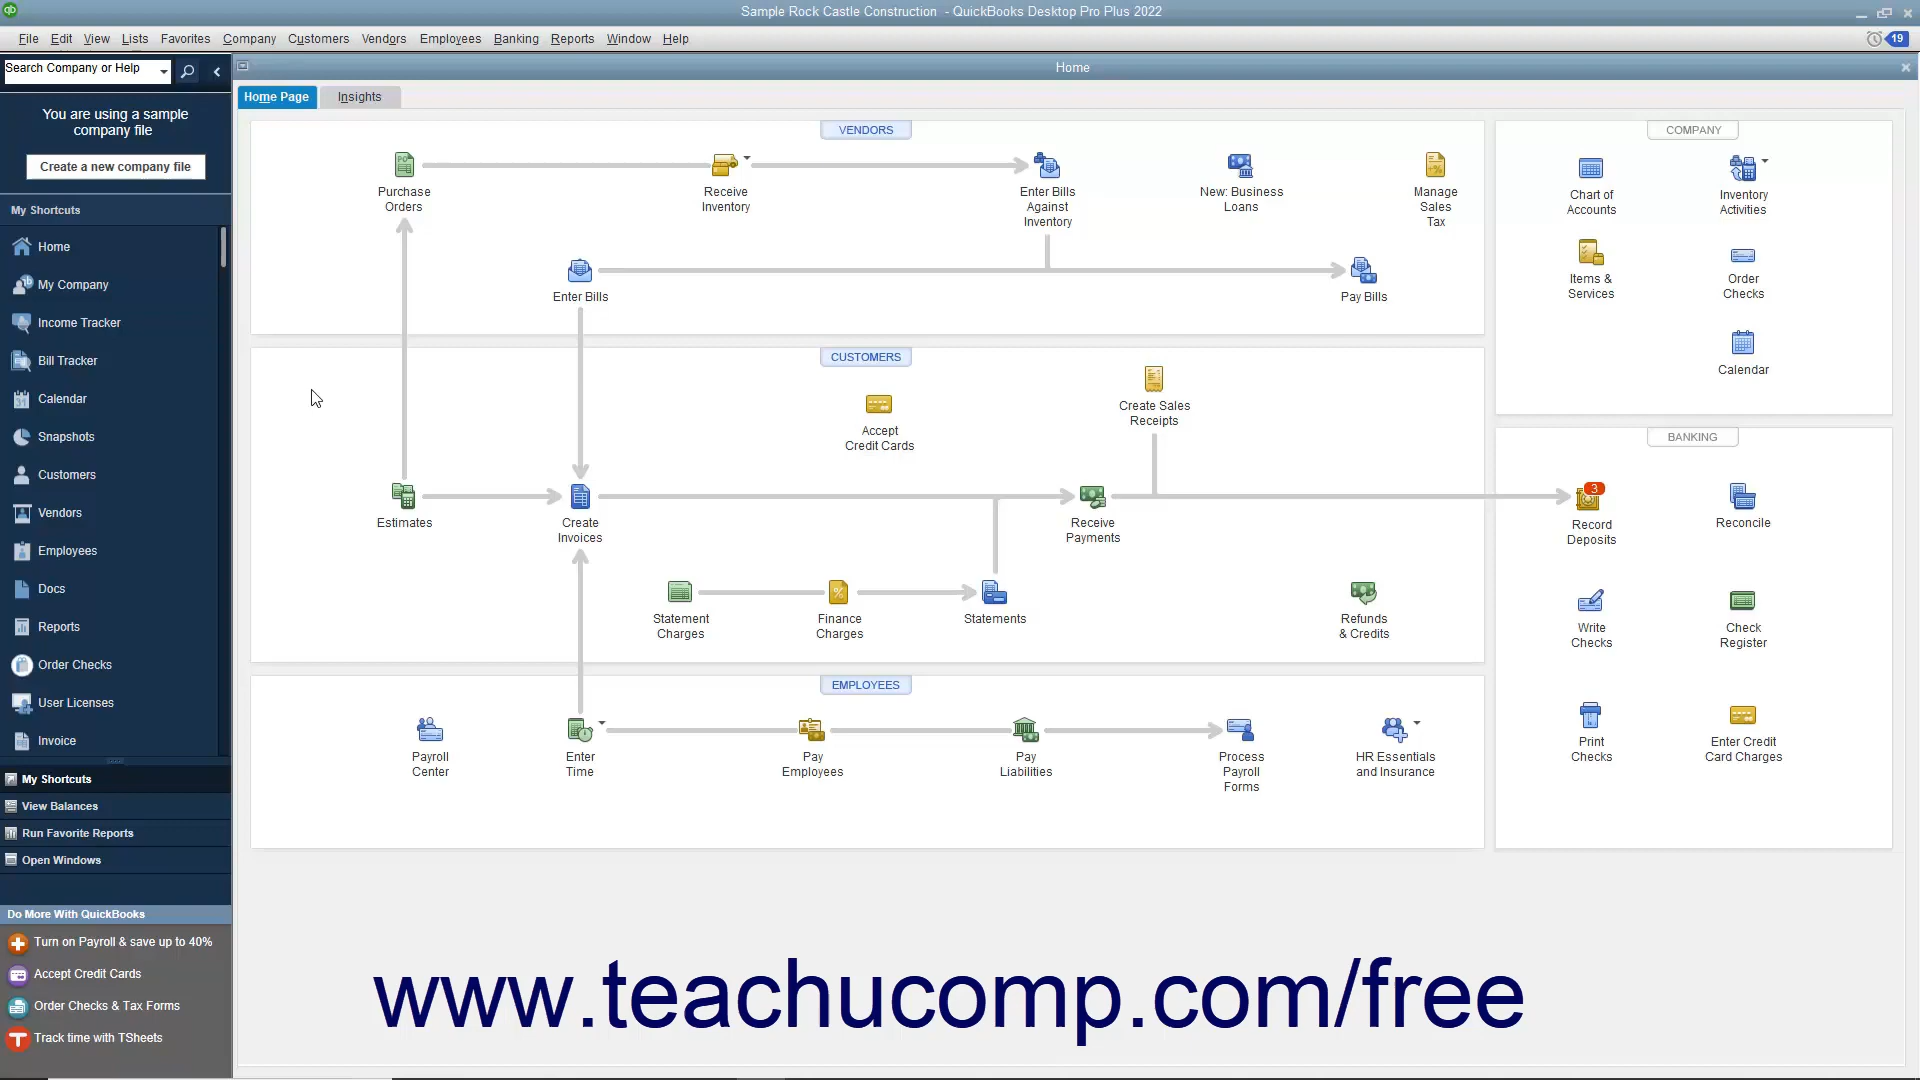 qb
Sample Rock Castle Construction - QuickBooks Desktop Pro Plus 2022
File Edit View Lists Favorites Company Customers Vendors Employees Banking Reports Window Help
19
Search Company or Help
Home
Home Page
Insights
You are using a sample
company file
Create a new company file
My Shortcuts
Home
My Company
Income Tracker
Bill Tracker
Calendar
Snapshots
Customers
Vendors
Employees
Docs
Reports
Order Checks
User Licenses
Invoice
My Shortcuts
View Balances
Run Favorite Reports
Open Windows
Do More With QuickBooks
Turn on Payroll & save up to 40%
Accept Credit Cards
Order Checks & Tax Forms
Track time with TSheets
VENDORS
Purchase
Orders
Receive
Inventory
Enter Bills
Against
Inventory
New: Business
Loans
Manage
Sales
Tax
Enter Bills
Pay Bills
CUSTOMERS
Accept
Credit Cards
Create Sales
Receipts
Estimates
Create
Invoices
Receive
Payments
Statement
Charges
Finance
Charges
Statements
Refunds
& Credits
EMPLOYEES
Payroll
Center
Enter
Time
Pay
Employees
Pay
Liabilities
Process
Payroll
Forms
HR Essentials
and Insurance
COMPANY
Chart of
Accounts
Inventory
Activities
Items &
Services
Order
Checks
Calendar
BANKING
3
Record
Deposits
Reconcile
Write
Checks
Check
Register
Print
Checks
Enter Credit
Card Charges
www.teachucomp.com/free